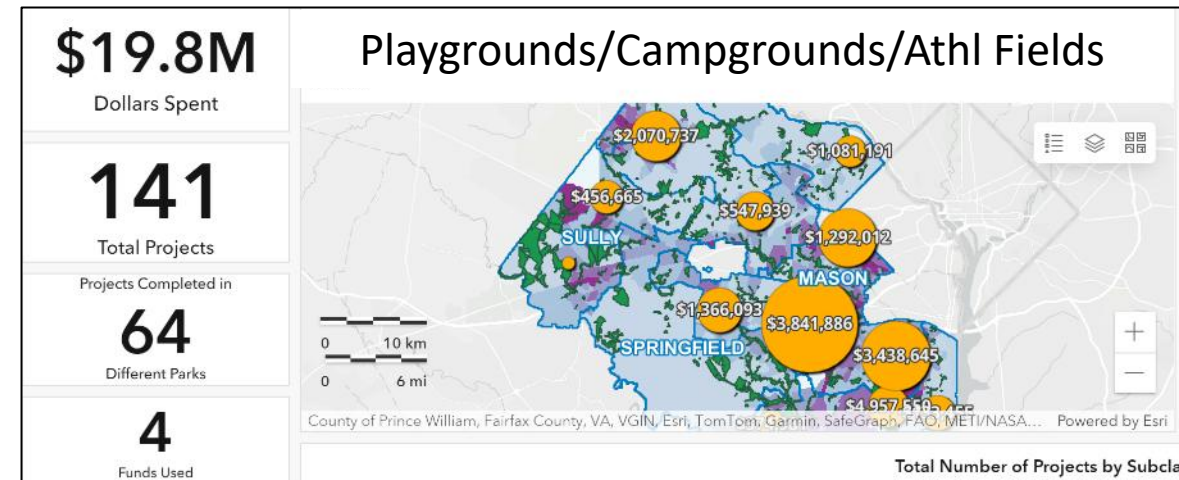 $19.8M
Dollars Spent
141
Total Projects
Projects Completed in
64
Different Parks
4
Funds Used
Playgrounds/Campgrounds/Athl Fields
$2,070,737
$1,081,191
$456,665
$547,939
$1,292,012
SULLY
MASON
$1,366,093
$3,841,886
SPRINGFIELD
$3,438,645
0 10 km
0 6 mi
+
−
County of Prince William, Fairfax County, VA, VGIN, Esri, TomTom, Garmin, SafeGraph, FAO, METI/NASA... Powered by Esri
Total Number of Projects by Subcla